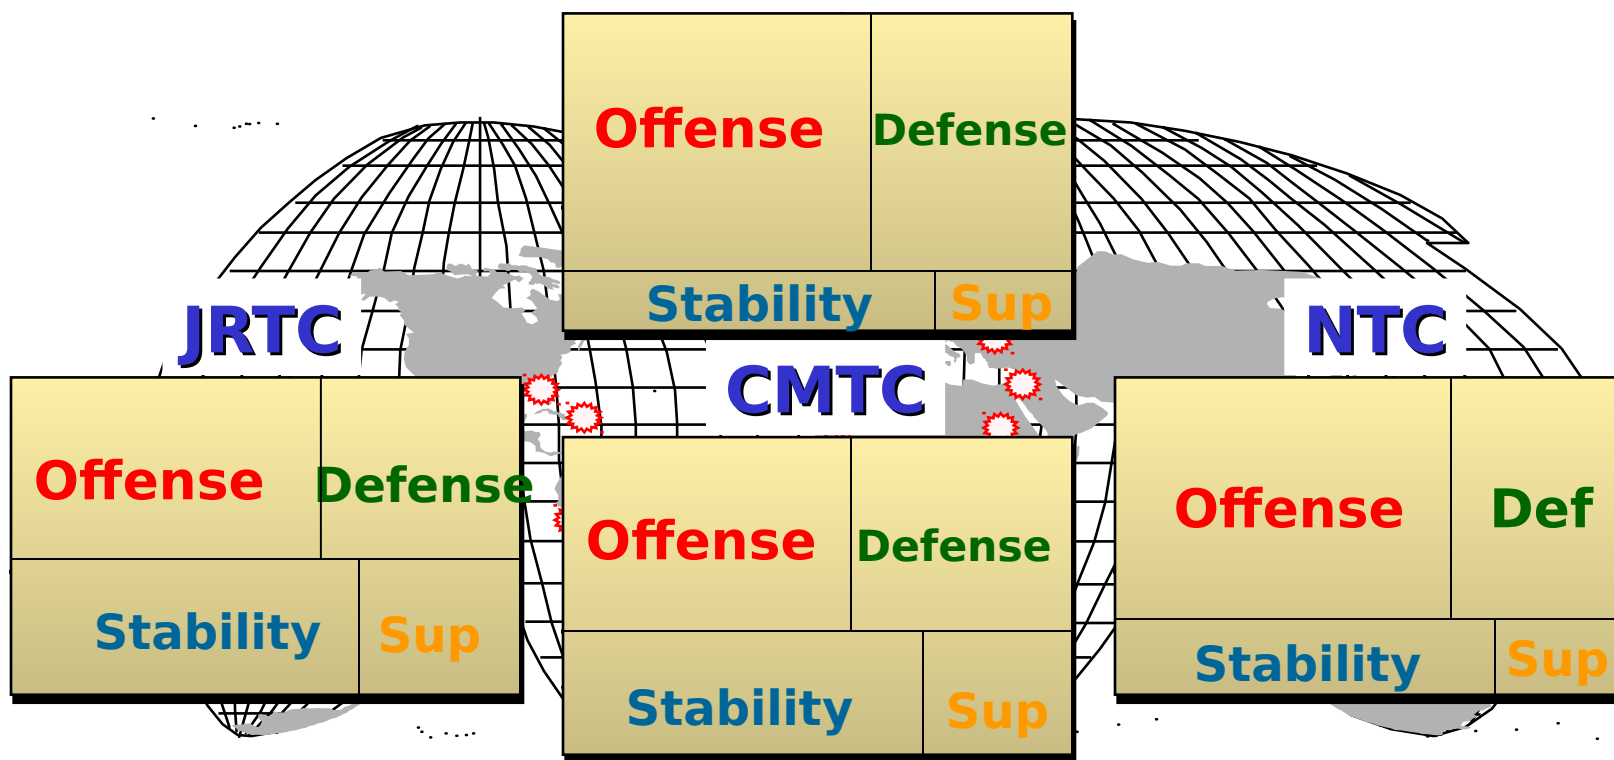 Offense
Defense
Stability
Sup
JRTC
NTC
CMTC
Offense
Defense
Stability
Sup
Offense
Defense
Stability
Sup
Offense
Def
Stability
Sup